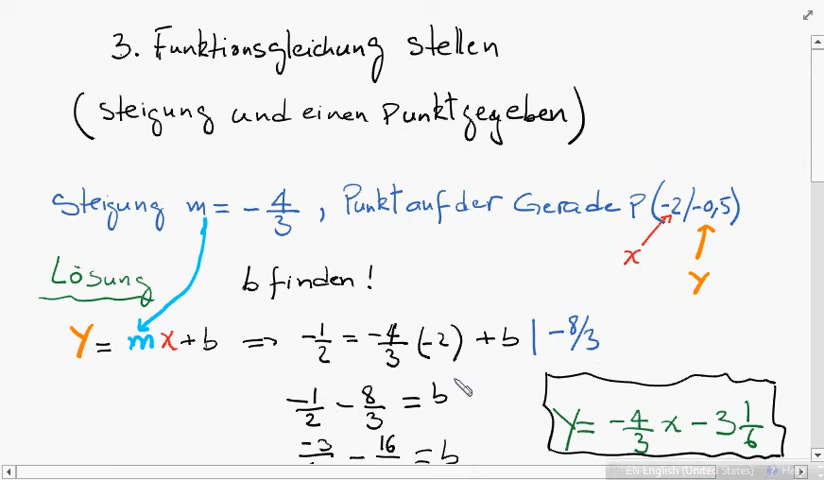 3. Funktionsgleichung stellen
(Steigung und einen Punkt gegeben)
Steigung m = -4/3, Punkt auf der Gerade P(-2/-0,5)
x
y
Lösung b finden!
Y = mx + b => -1/2 = -4/3 (-2) + b | -8/3
-1/2 - 8/3 = b
-3 - 16 = b
Y = -4/3 x - 3 1/6
EN English (United States) ? Help